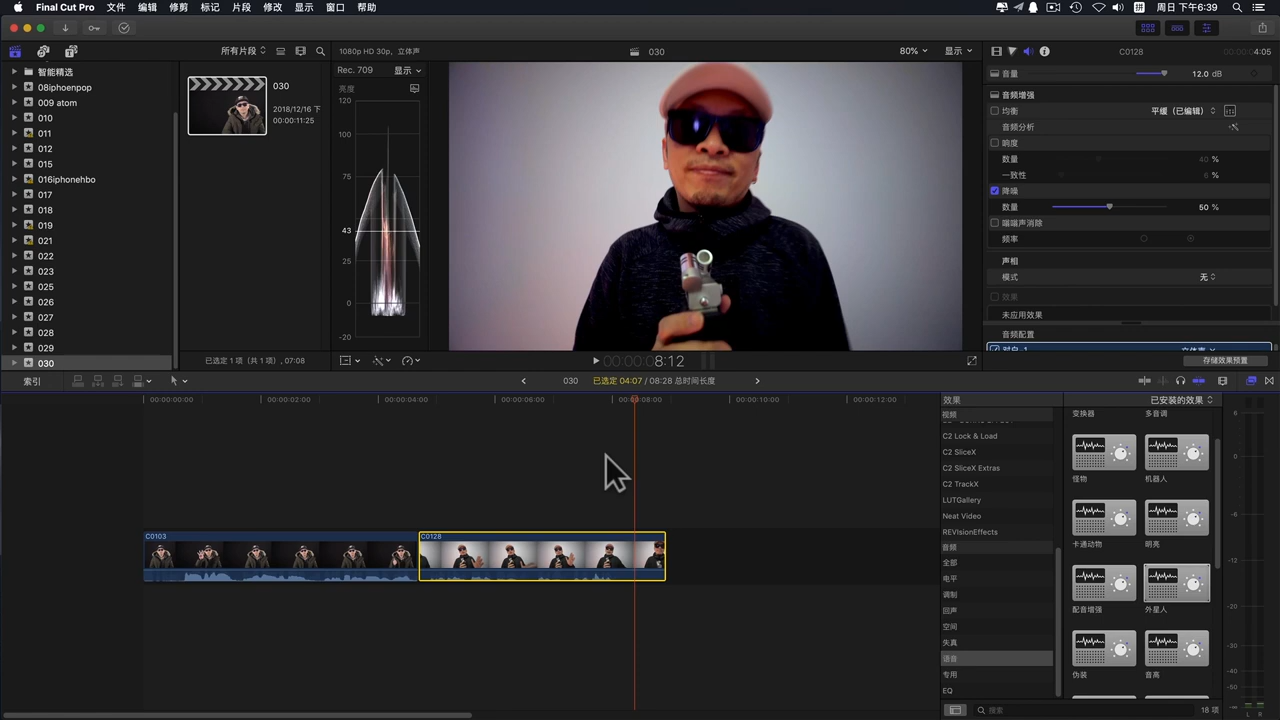 Final Cut Pro 文件 编辑 修剪 标记 片段 修改 显示 窗口 帮助
拼 周日 下午6:39
所有片段
1080p HD 30p, 立体声
030
80%
显示
C0128
4:05
智能精选
08iphoenpop
009 atom
010
011
012
015
016iphonehbo
017
018
019
021
022
023
025
026
027
028
029
030
030
2018/12/16 下
00:00:11:25
已选定 1 项（共 1 项）, 07:08
Rec. 709
显示
亮度
120
100
75
43
25
0
-20
00:00:00:08:12
音量
12.0 dB
音频增强
均衡
平缓（已编辑）
音频分析
响度
数量
40 %
一致性
%
降噪
数量
50 %
嗡嗡声消除
频率
声相
模式
无
效果
未应用效果
音频配置
存储效果预置
索引
030
已选定 04:07 / 08:28 总时间长度
00:00:00:00
00:00:02:00
00:00:04:00
00:00:06:00
00:00:08:00
00:00:10:00
00:00:12:00
C0103
C0128
效果
已安装的效果
视频
C2 Lock & Load
C2 SliceX
C2 SliceX Extras
C2 TrackX
LUTGallery
Neat Video
REVisionEffects
音频
全部
电平
调制
回声
空间
失真
语音
专用
EQ
变换器
多音调
怪物
机器人
卡通动物
明亮
配音增强
外星人
伪装
音高
搜索
18 项
6
0
-6
-12
-20
-30
-40
-50
-∞
L R